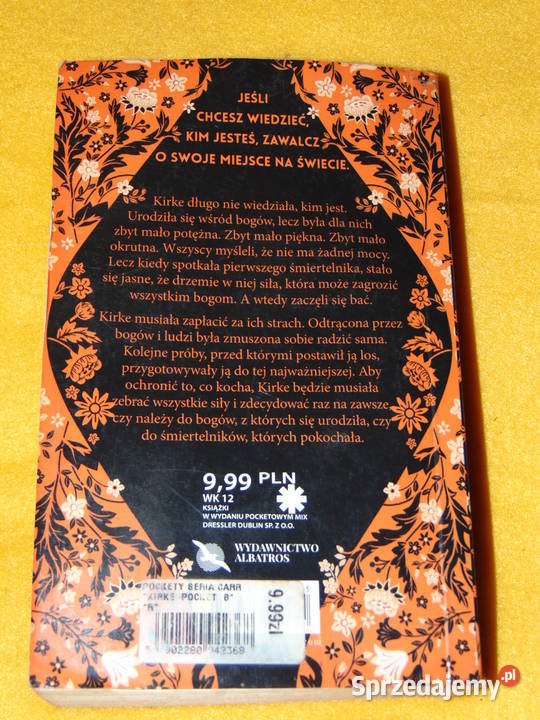 JEŚLI
CHCESZ WIEDZIEĆ,
KIM JESTEŚ, ZAWALCZ
O SWOJE MIEJSCE NA ŚWIECIE.
Kirke długo nie wiedziała, kim jest.
Urodziła się wśród bogów, lecz była dla nich
zbyt mało potężna. Zbyt mało piękna. Zbyt mało
okrutna. Wszyscy myśleli, że nie ma żadnej mocy.
Lecz kiedy spotkała pierwszego śmiertelnika, stało
się jasne, że drzemie w niej siła, która może zagrozić
wszystkim bogom. A wtedy zaczęli się bać.
Kirke musiała zapłacić za ich strach. Odtrącona przez
bogów i ludzi była zmuszona sobie radzić sama.
Kolejne próby, przed którymi postawił ją los,
przygotowywały ją do tej najważniejszej. Aby
ochronić to, co kocha, Kirke będzie musiała
zebrać wszystkie siły i zdecydować raz na zawsze,
czy należy do bogów, z których się urodziła, czy
do śmiertelników, których pokochała.
9,99 PLN
WK 12
KSIĄŻKI
W WYDANIU POCKETOWYM MIX
DRESSLER DUBLIN SP. Z O.O.
WYDAWNICTWO
ALBATROS
POCKETY SERIA CARR
"KIRKE POCKET B"
"R"
9.99zł
5 902280 042368
Sprzedajemy.pl